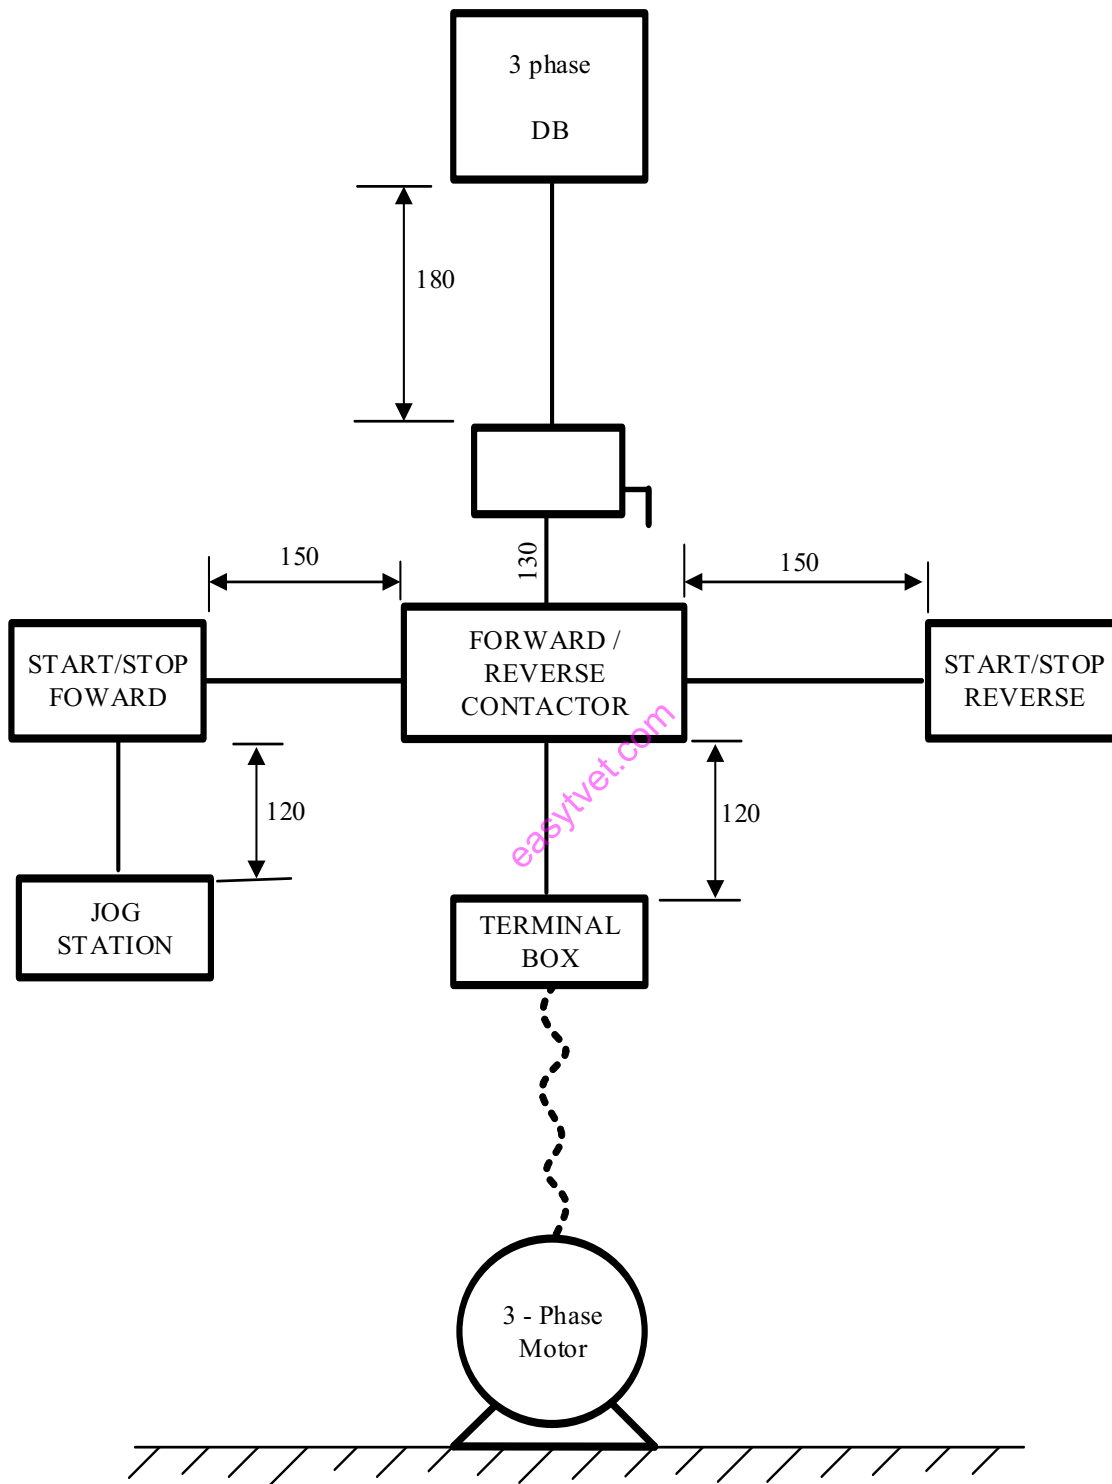 3 phase
DB
180
130
150
150
START/STOP
FOWARD
FORWARD /
REVERSE
CONTACTOR
START/STOP
REVERSE
easytvet.com
120
120
JOG
STATION
TERMINAL
BOX
3 - Phase
Motor